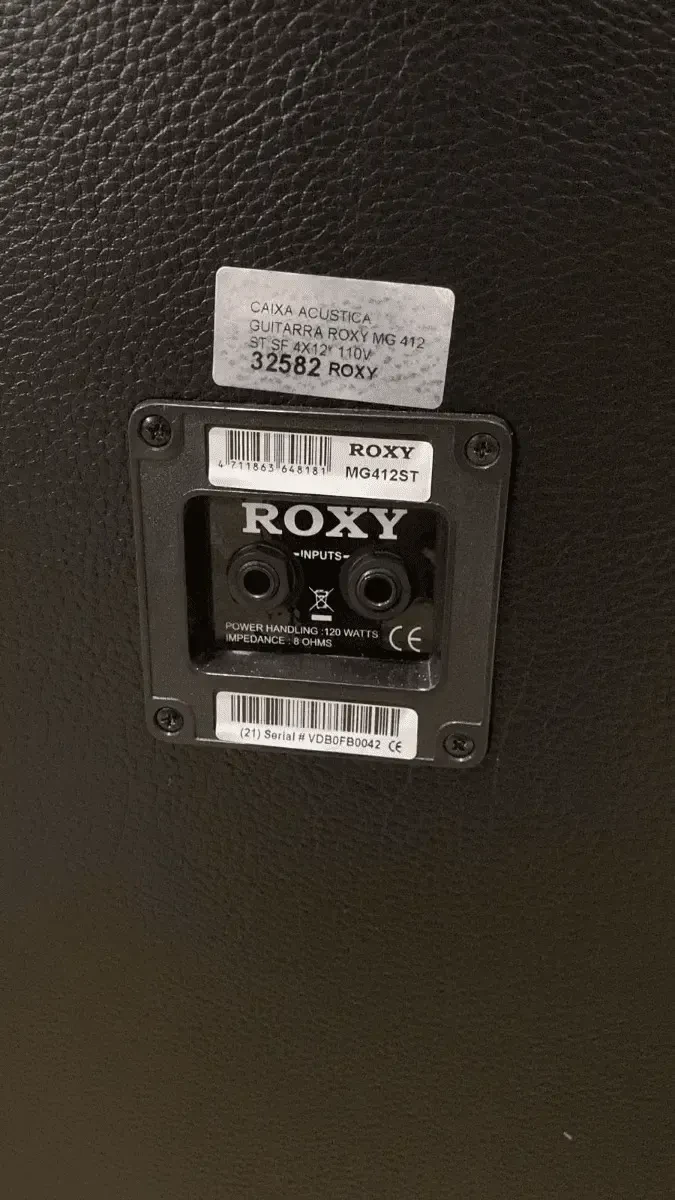 CAIXA ACUSTICA
GUITARRA ROXY MG 412
ST SF 4X12" 110V
32582 ROXY
ROXY
4 711863 648181
MG412ST
ROXY
-INPUTS-
POWER HANDLING :120 WATTS
IMPEDANCE : 8 OHMS
CE
(21) Serial # VDB0FB0042 CE